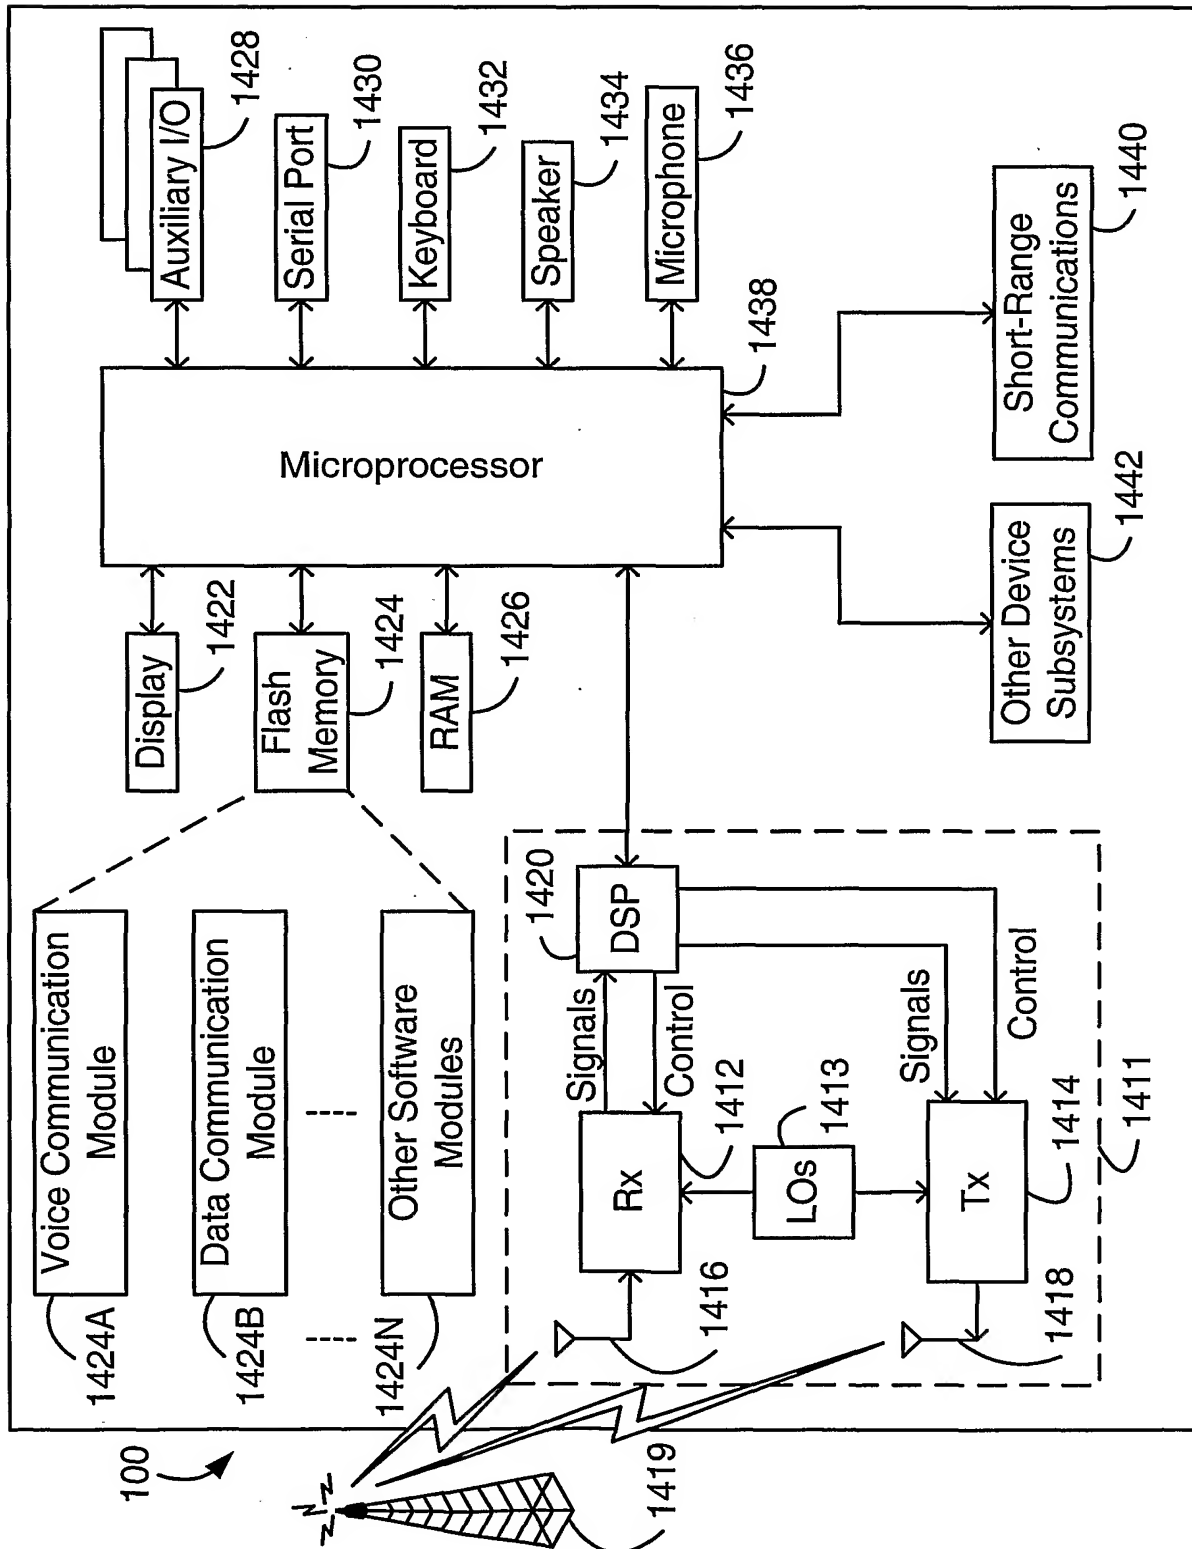 100
1419
Voice Communication
Module
1424A
Data Communication
Module
1424B
Other Software
Modules
1424N
Display
1422
Flash
Memory
1424
RAM
1426
Microprocessor
1438
Auxiliary I/O
1428
Serial Port
1430
Keyboard
1432
Speaker
1434
Microphone
1436
Short-Range
Communications
1440
Other Device
Subsystems
1442
DSP
1420
Signals
Control
Rx
1412
1416
LOs
1413
Signals
Control
Tx
1414
1418
1411